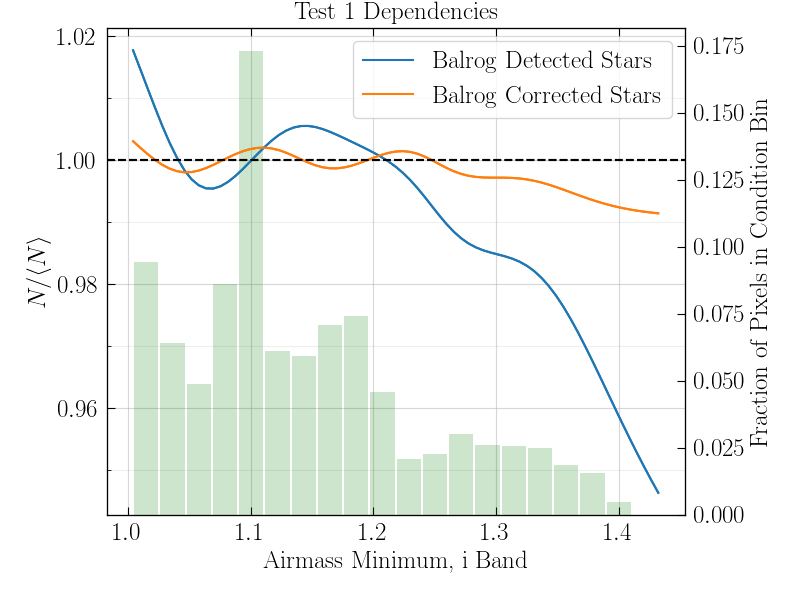 Test 1 Dependencies
Balrog Detected Stars
Balrog Corrected Stars
N/⟨N⟩
1.02
1.00
0.98
0.96
0.175
0.150
0.125
0.100
0.075
0.050
0.025
0.000
Fraction of Pixels in Condition Bin
1.0 1.1 1.2 1.3 1.4
Airmass Minimum, i Band